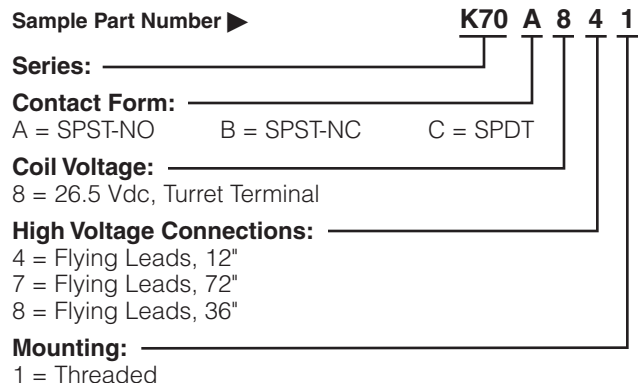 Sample Part Number ▶ K70 A 8 4 1
Series:
Contact Form:
A = SPST-NO B = SPST-NC C = SPDT
Coil Voltage:
8 = 26.5 Vdc, Turret Terminal
High Voltage Connections:
4 = Flying Leads, 12"
7 = Flying Leads, 72"
8 = Flying Leads, 36"
Mounting:
1 = Threaded